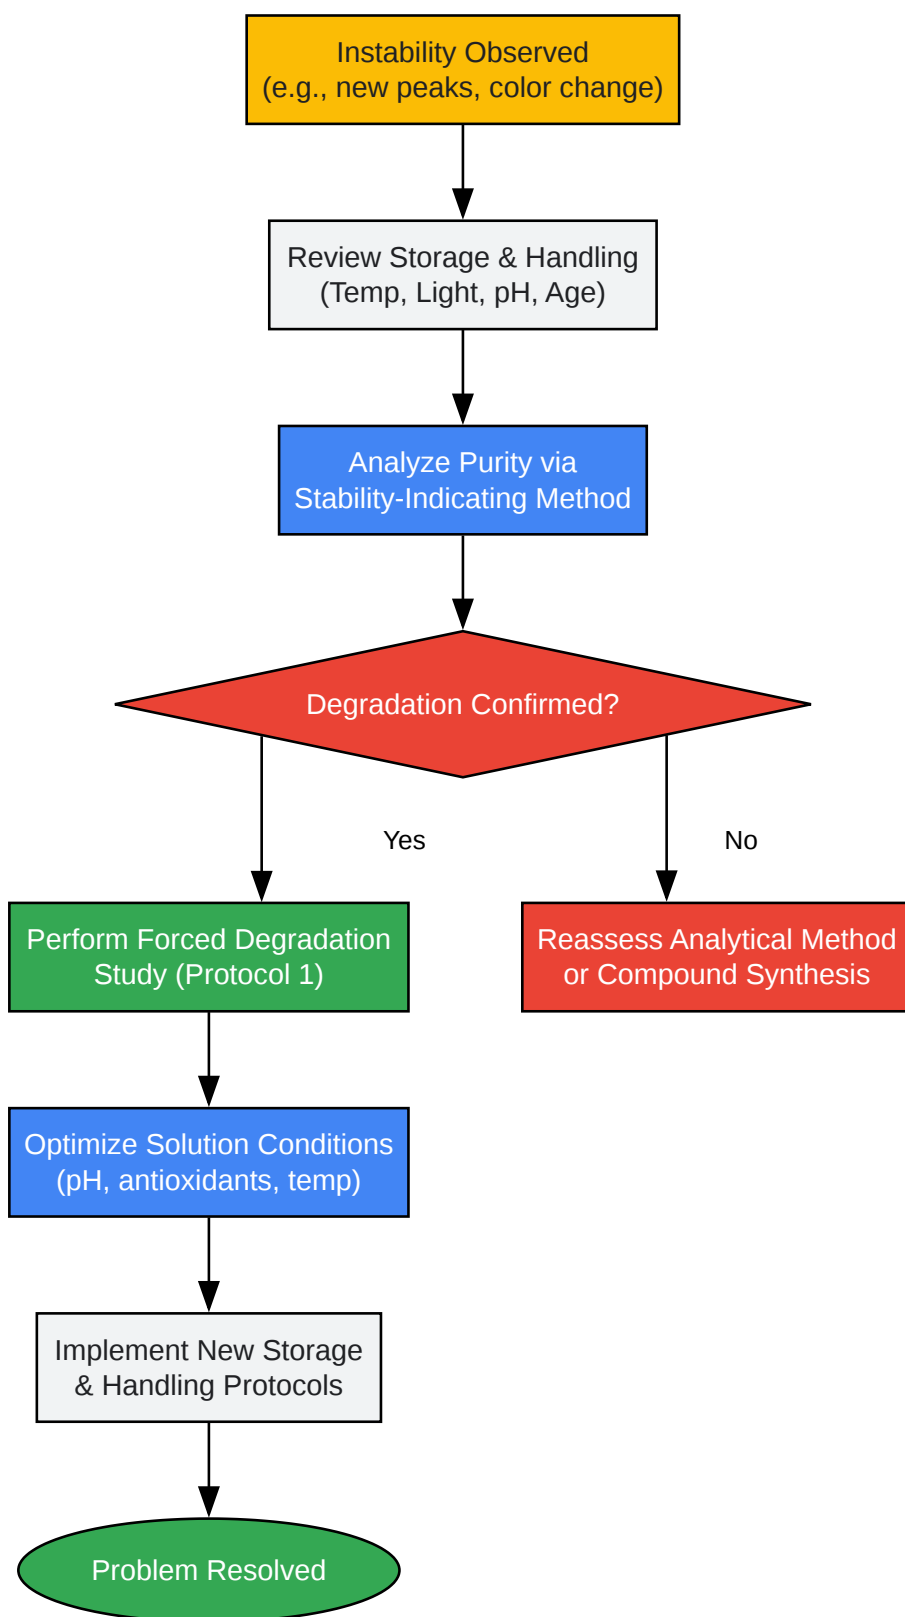 Instability Observed
(e.g., new peaks, color change)
Review Storage & Handling
(Temp, Light, pH, Age)
Analyze Purity via
Stability-Indicating Method
Degradation Confirmed?
Yes
No
Perform Forced Degradation
Study (Protocol 1)
Reassess Analytical Method
or Compound Synthesis
Optimize Solution Conditions
(pH, antioxidants, temp)
Implement New Storage
& Handling Protocols
Problem Resolved